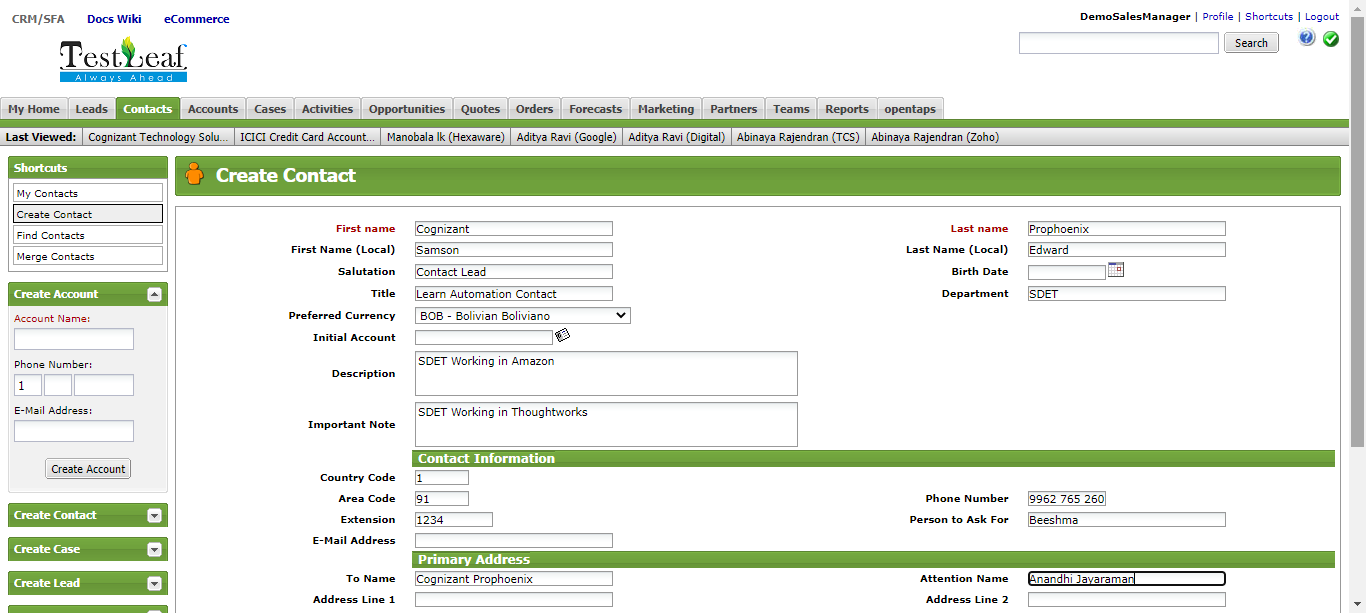 CRM/SFA Docs Wiki eCommerce
DemoSalesManager | Profile | Shortcuts | Logout
TestLeaf
Always Ahead
Search
My Home Leads Contacts Accounts Cases Activities Opportunities Quotes Orders Forecasts Marketing Partners Teams Reports opentaps
Last Viewed: Cognizant Technology Solu... ICICI Credit Card Account... Manobala lk (Hexaware) Aditya Ravi (Google) Aditya Ravi (Digital) Abinaya Rajendran (TCS) Abinaya Rajendran (Zoho)
Shortcuts
My Contacts
Create Contact
Find Contacts
Merge Contacts
Create Account
Account Name:
Phone Number:
1
E-Mail Address:
Create Account
Create Contact
Create Case
Create Lead
Create Contact
First name Cognizant Last name Prophoenix
First Name (Local) Samson Last Name (Local) Edward
Salutation Contact Lead Birth Date
Title Learn Automation Contact Department SDET
Preferred Currency BOB - Bolivian Boliviano
Initial Account
Description SDET Working in Amazon
Important Note SDET Working in Thoughtworks
Contact Information
Country Code 1
Area Code 91 Phone Number 9962 765 260
Extension 1234 Person to Ask For Beeshma
E-Mail Address
Primary Address
To Name Cognizant Prophoenix Attention Name Anandhi Jayaraman
Address Line 1 Address Line 2